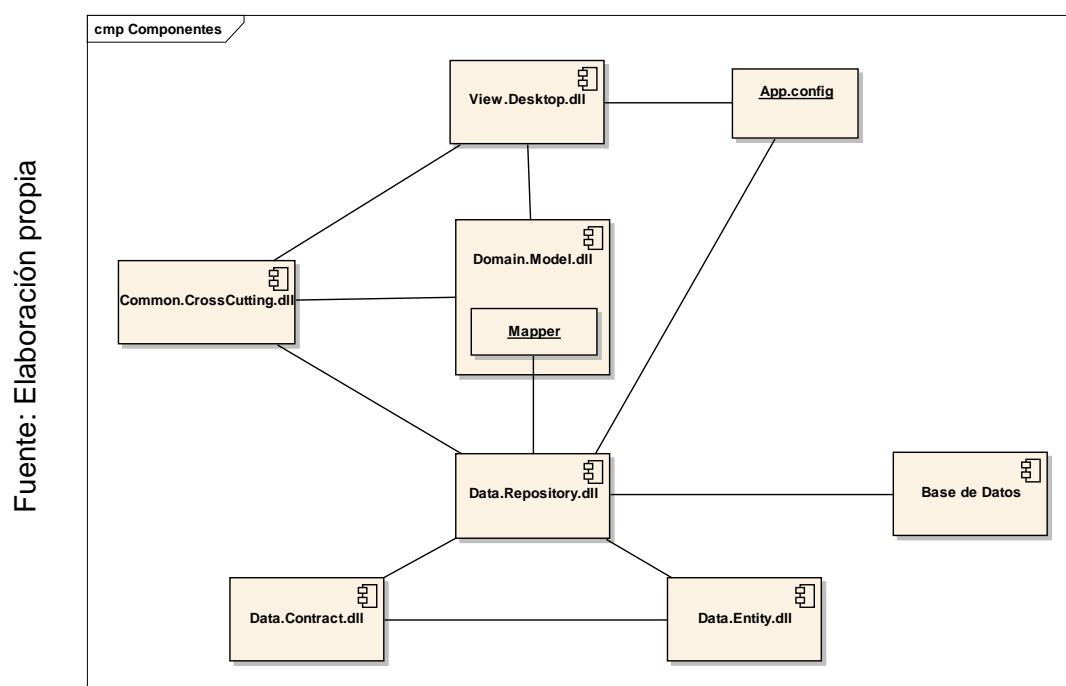 cmp Componentes
View.Desktop.dll
App.config
Domain.Model.dll
Common.CrossCutting.dll
Mapper
Data.Repository.dll
Base de Datos
Data.Contract.dll
Data.Entity.dll
Fuente: Elaboración propia